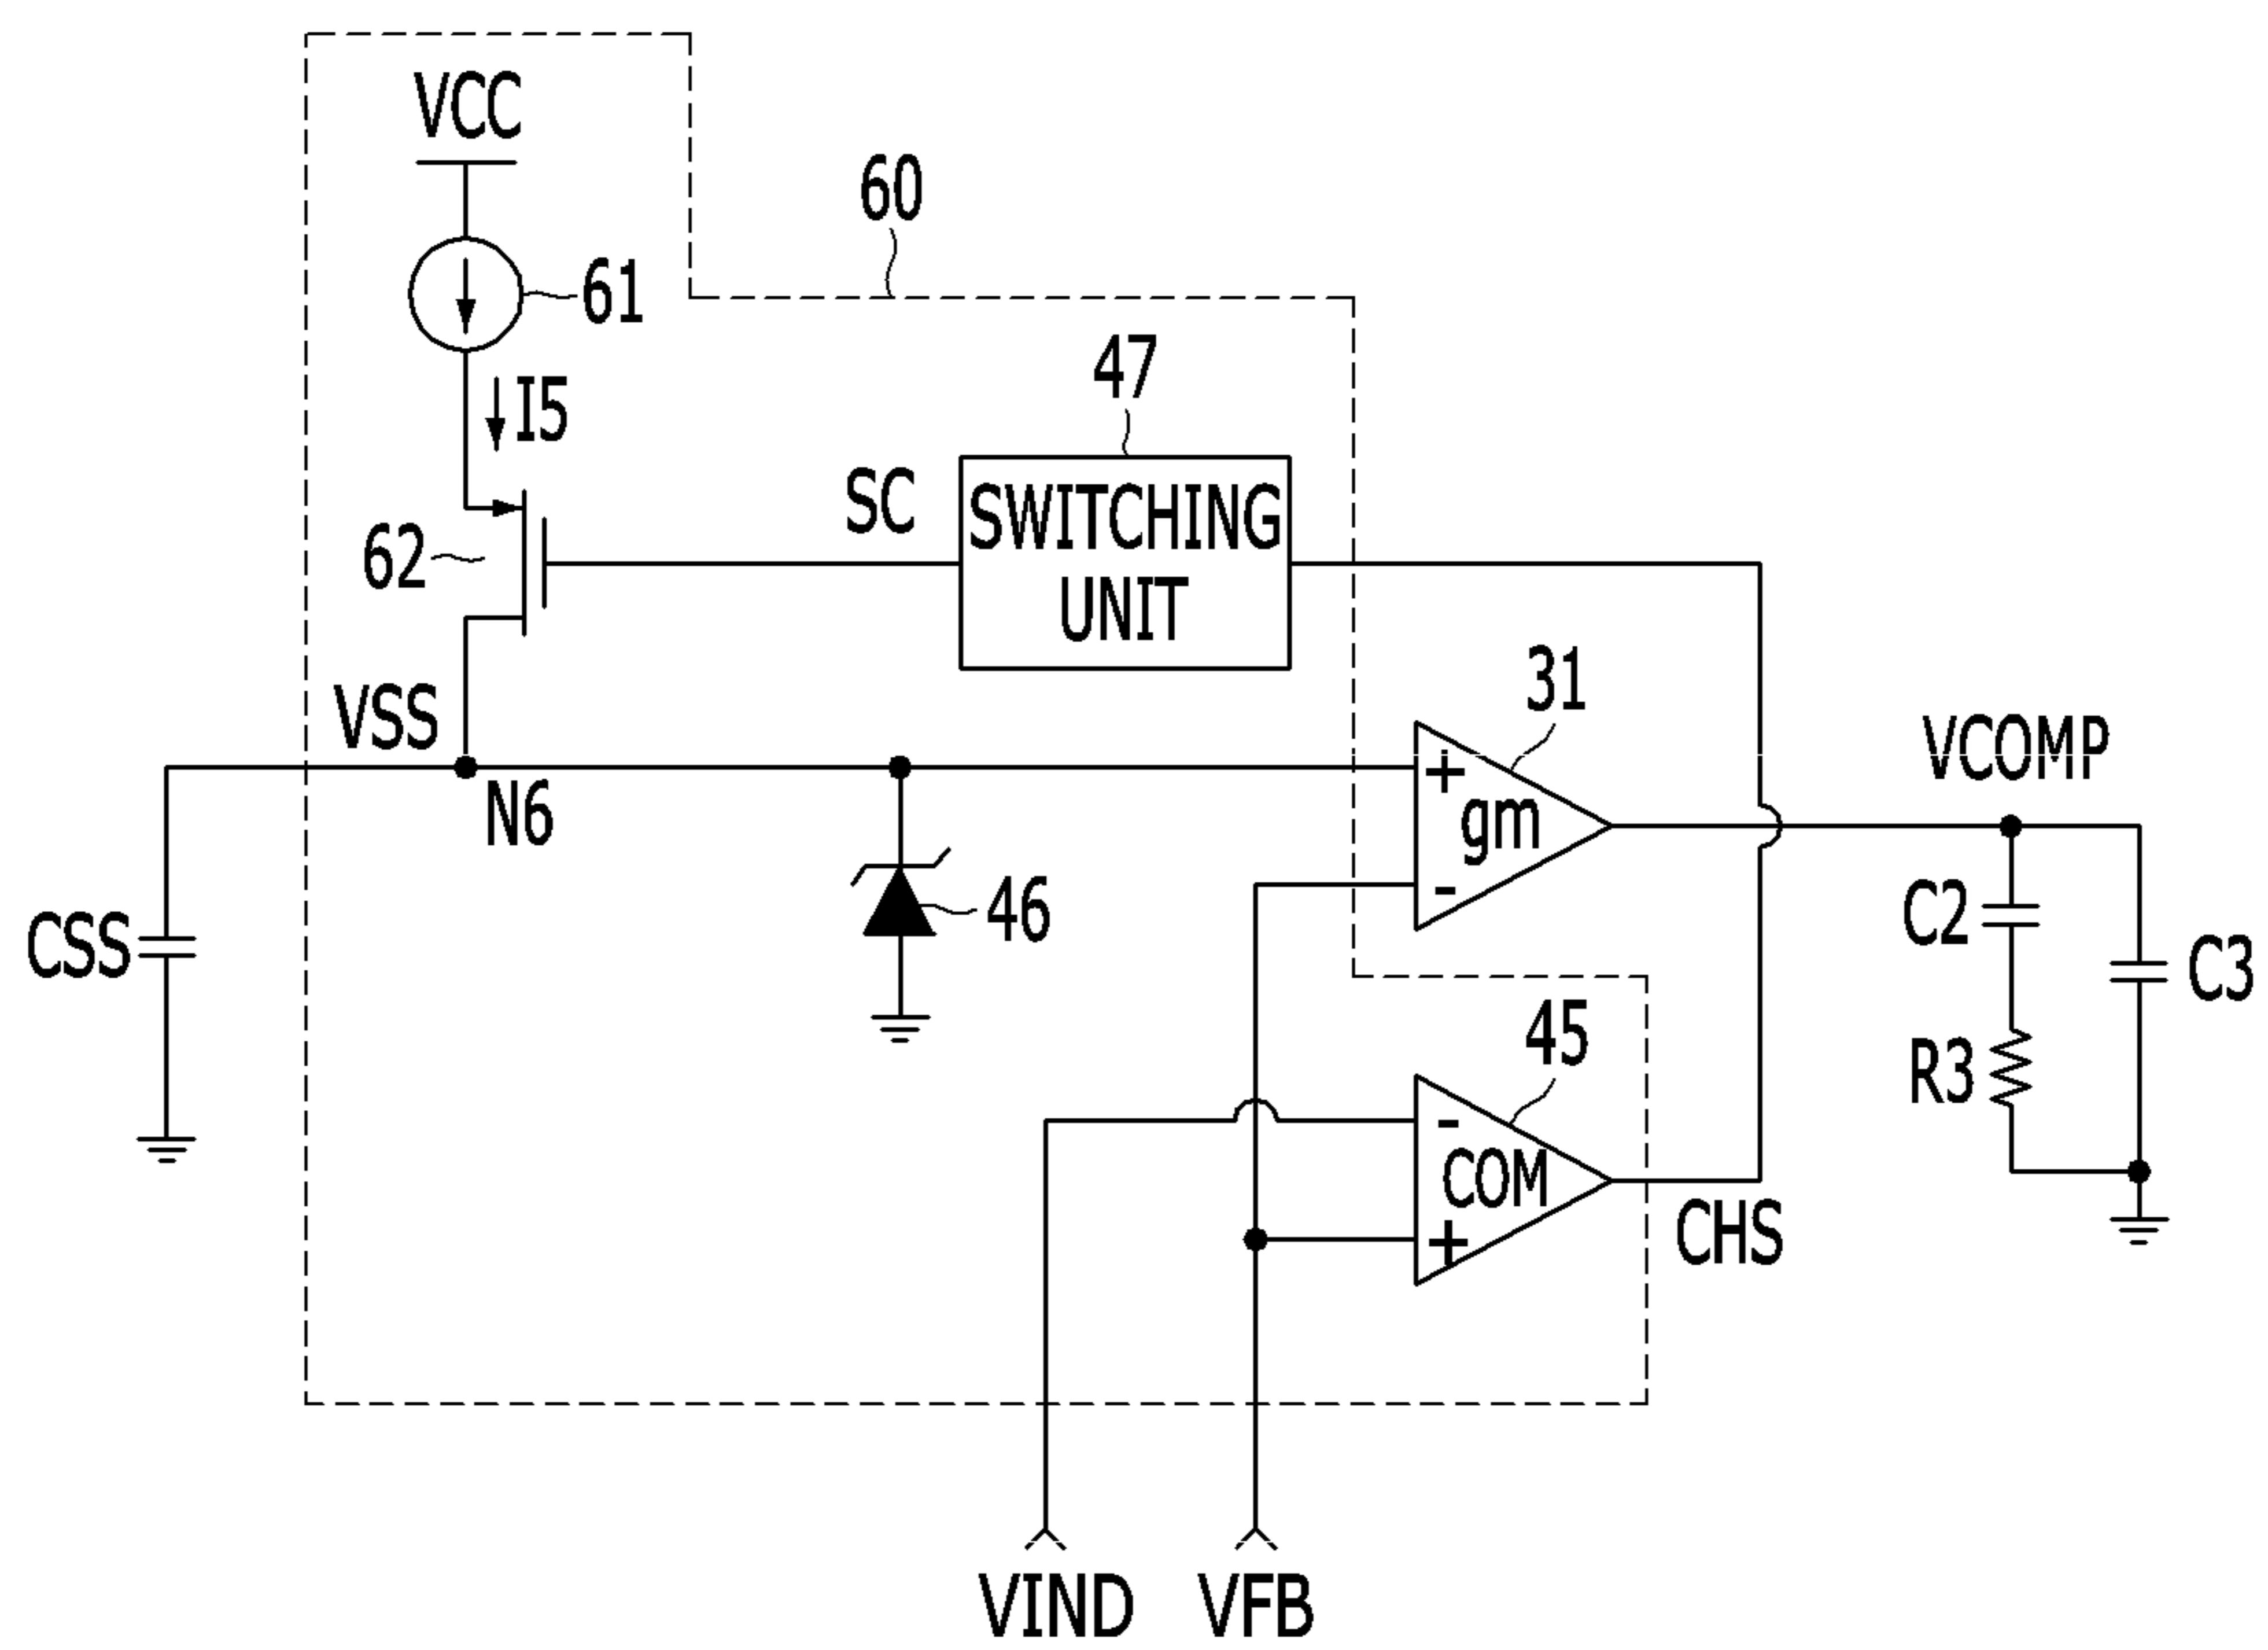 VCC
60
61
I5
47
SC
SWITCHING
UNIT
62
31
VSS
VCOMP
+
gm
-
N6
C2
46
CSS
C3
45
R3
-
COM
+
CHS
VIND
VFB